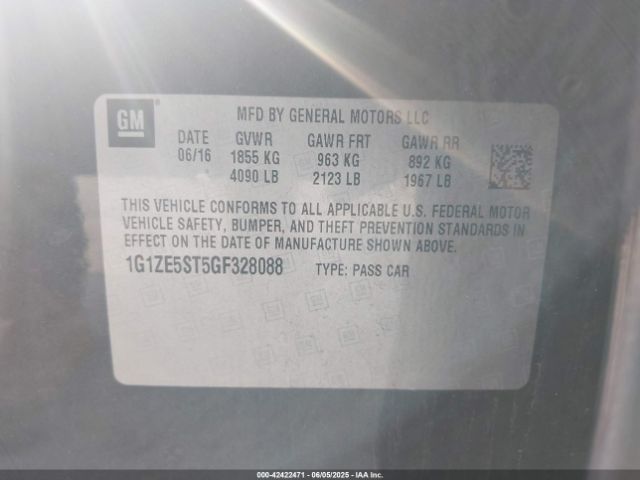 GM
MFD BY GENERAL MOTORS LLC
DATE GVWR GAWR FRT GAWR RR
06/16 1855 KG 963 KG 892 KG
4090 LB 2123 LB 1967 LB
THIS VEHICLE CONFORMS TO ALL APPLICABLE U.S. FEDERAL MOTOR
VEHICLE SAFETY, BUMPER, AND THEFT PREVENTION STANDARDS IN
EFFECT ON THE DATE OF MANUFACTURE SHOWN ABOVE.
1G1ZE5ST5GF328088 TYPE: PASS CAR
000-42422471 - 06/05/2025 - IAA Inc.